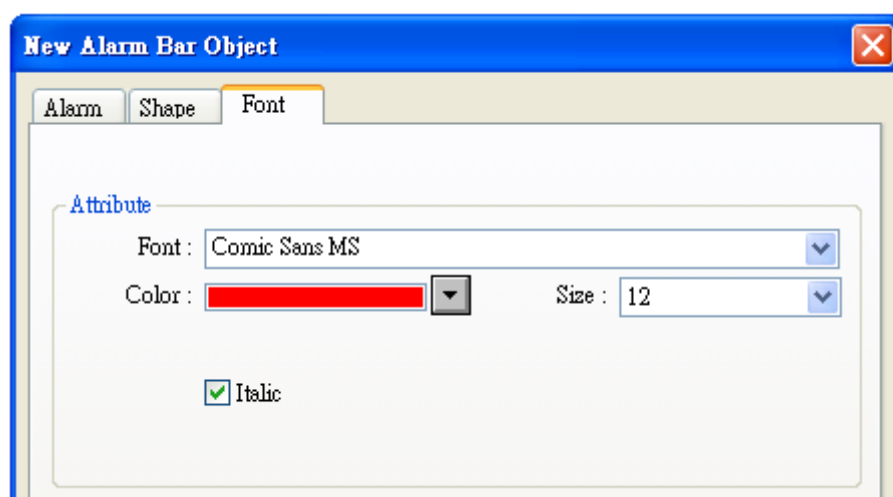 New Alarm Bar Object
Alarm Shape Font
Attribute
Font : Comic Sans MS
Color : Size : 12
Italic